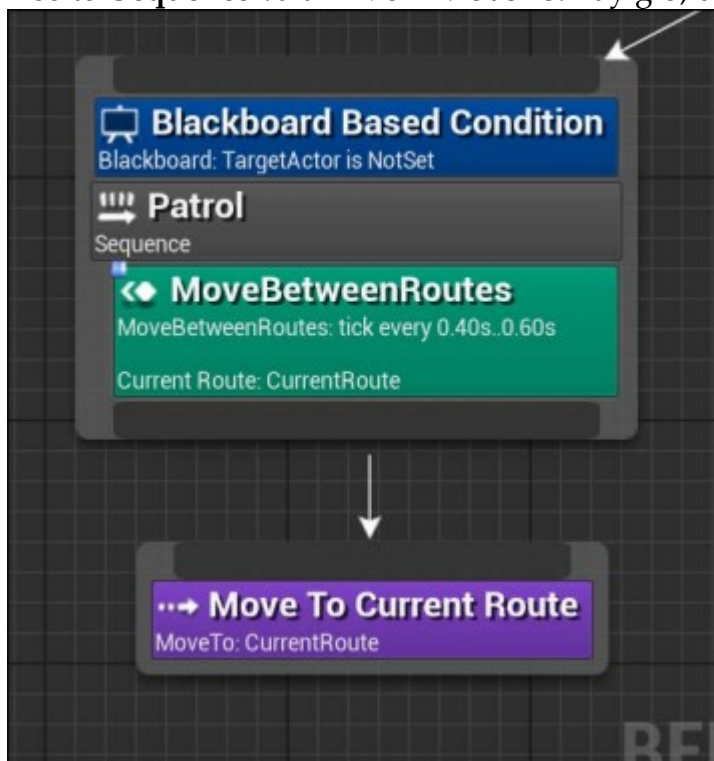 Blackboard Based Condition
Blackboard: TargetActor is NotSet
Patrol
Sequence
MoveBetweenRoutes
MoveBetweenRoutes: tick every 0.40s..0.60s
Current Route: CurrentRoute
Move To Current Route
MoveTo: CurrentRoute
BE